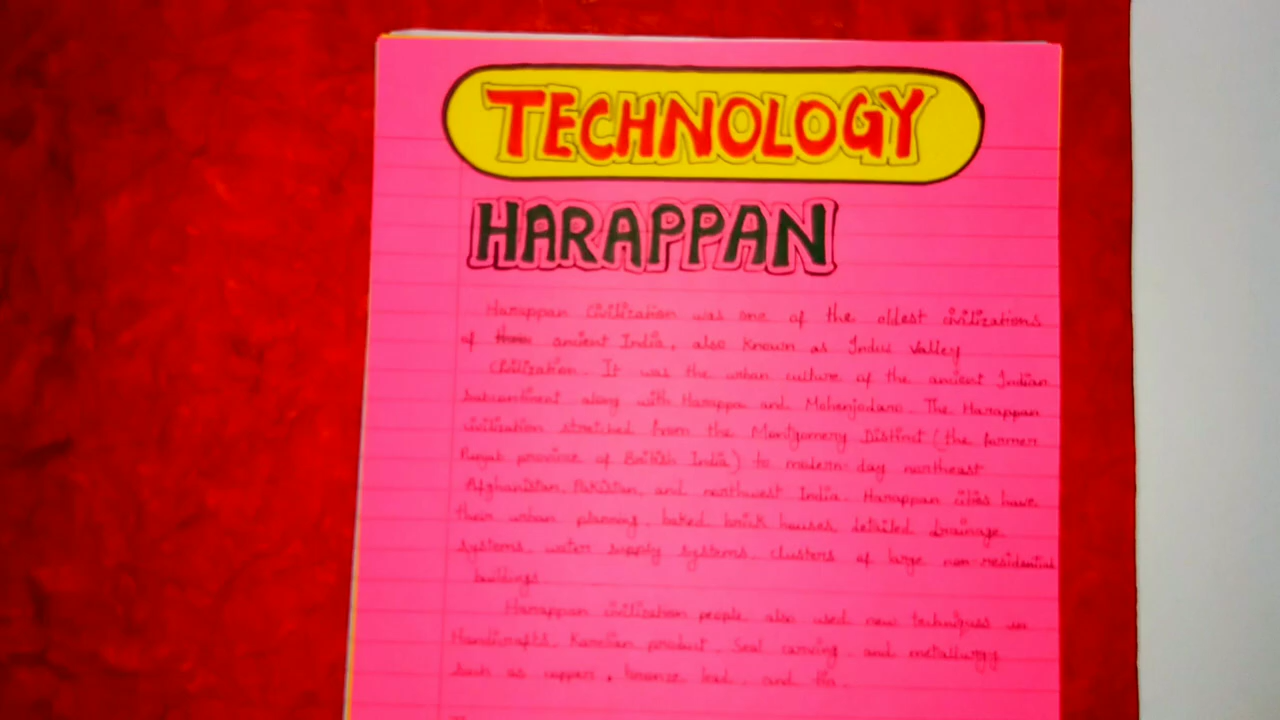 TECHNOLOGY
HARAPPAN
Harappan Civilization was one of the oldest civilizations
of ancient India, also known as Indus Valley
Civilization. It was the urban culture of the ancient Indian
subcontinent along with Harappa and Mohenjodaro. The Harappan
civilization stretched from the Montgomery District (the former
Punjab province of British India) to modern-day northeast
Afghanistan, Pakistan, and northwest India. Harappan cities have
their urban planning, baked brick houses detailed drainage
systems, water supply systems, clusters of large non-residential
buildings.
Harappan civilization people also used new techniques in
Handicrafts, Karnelian product, Seal carving, and metallurgy
such as copper, bronze lead, and tin.